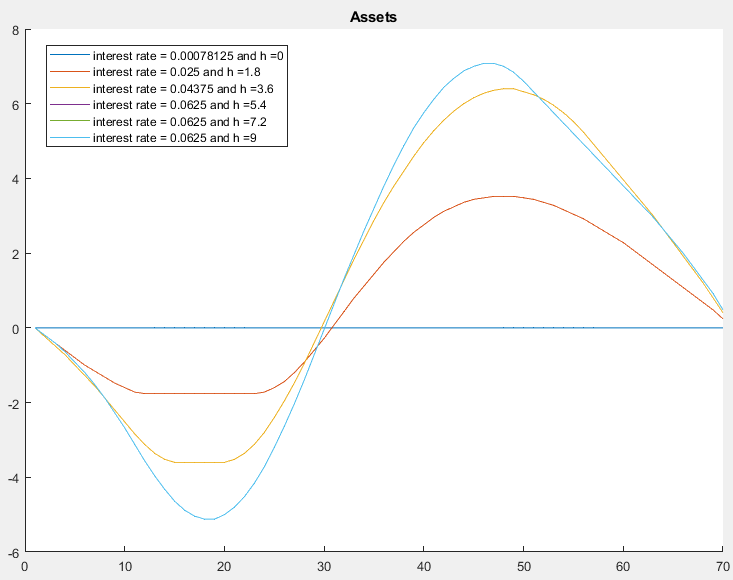 Assets
interest rate = 0.00078125 and h =0
interest rate = 0.025 and h =1.8
interest rate = 0.04375 and h =3.6
interest rate = 0.0625 and h =5.4
interest rate = 0.0625 and h =7.2
interest rate = 0.0625 and h =9
8
6
4
2
0
-2
-4
-6
0 10 20 30 40 50 60 70